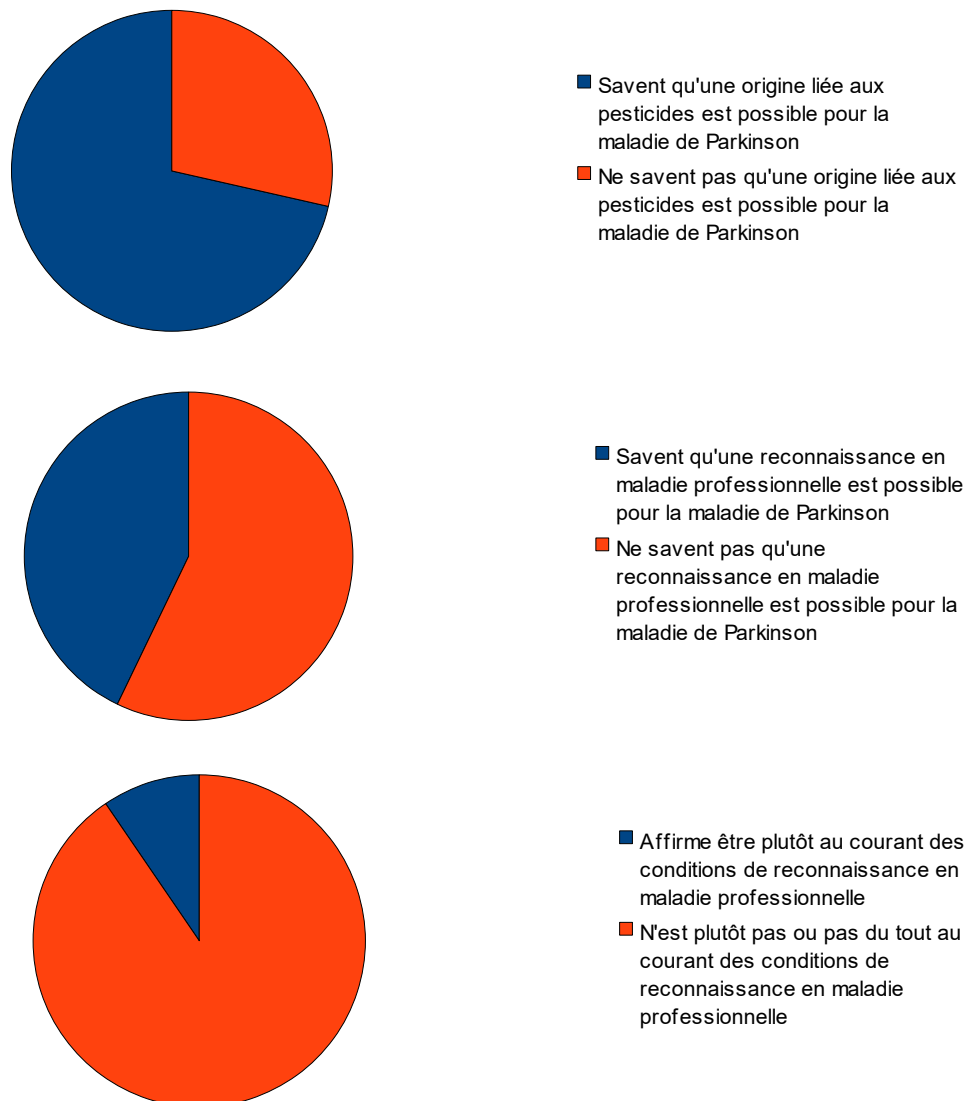 Savent qu'une origine liée aux
pesticides est possible pour la
maladie de Parkinson
Ne savent pas qu'une origine liée aux
pesticides est possible pour la
maladie de Parkinson
Savent qu'une reconnaissance en
maladie professionnelle est possible
pour la maladie de Parkinson
Ne savent pas qu'une
reconnaissance en maladie
professionnelle est possible pour la
maladie de Parkinson
Affirme être plutôt au courant des
conditions de reconnaissance en
maladie professionnelle
N'est plutôt pas ou pas du tout au
courant des conditions de
reconnaissance en maladie
professionnelle